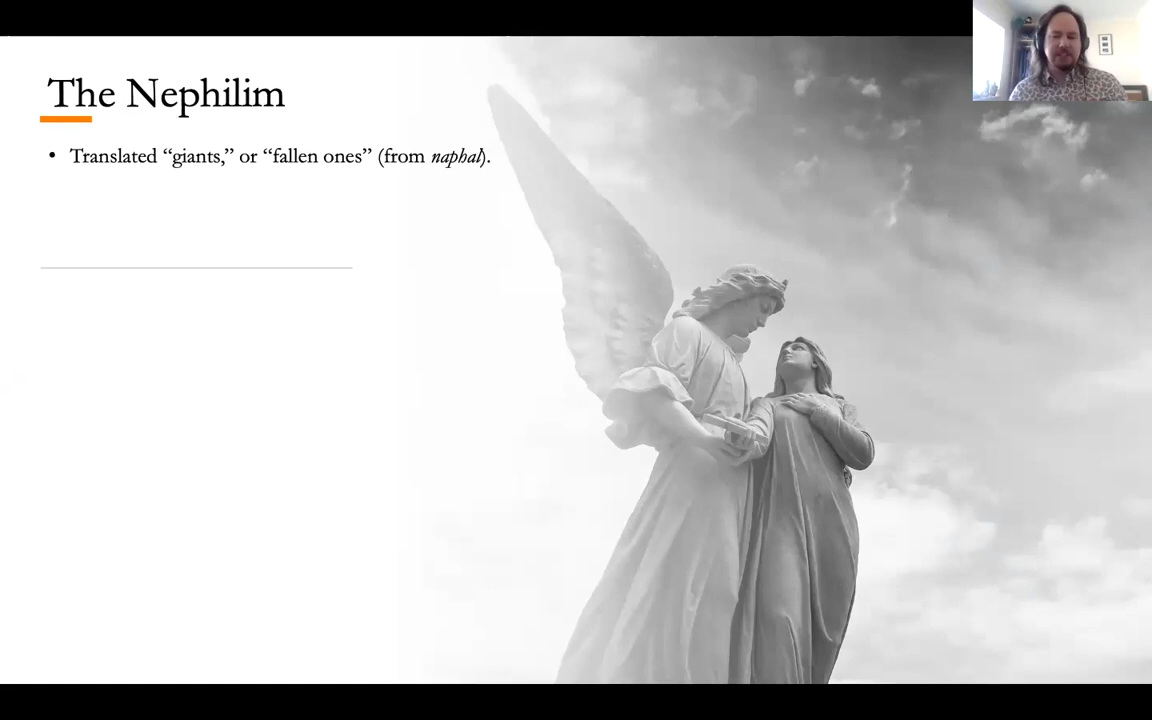 The Nephilim
• Translated “giants,” or “fallen ones” (from naphal).